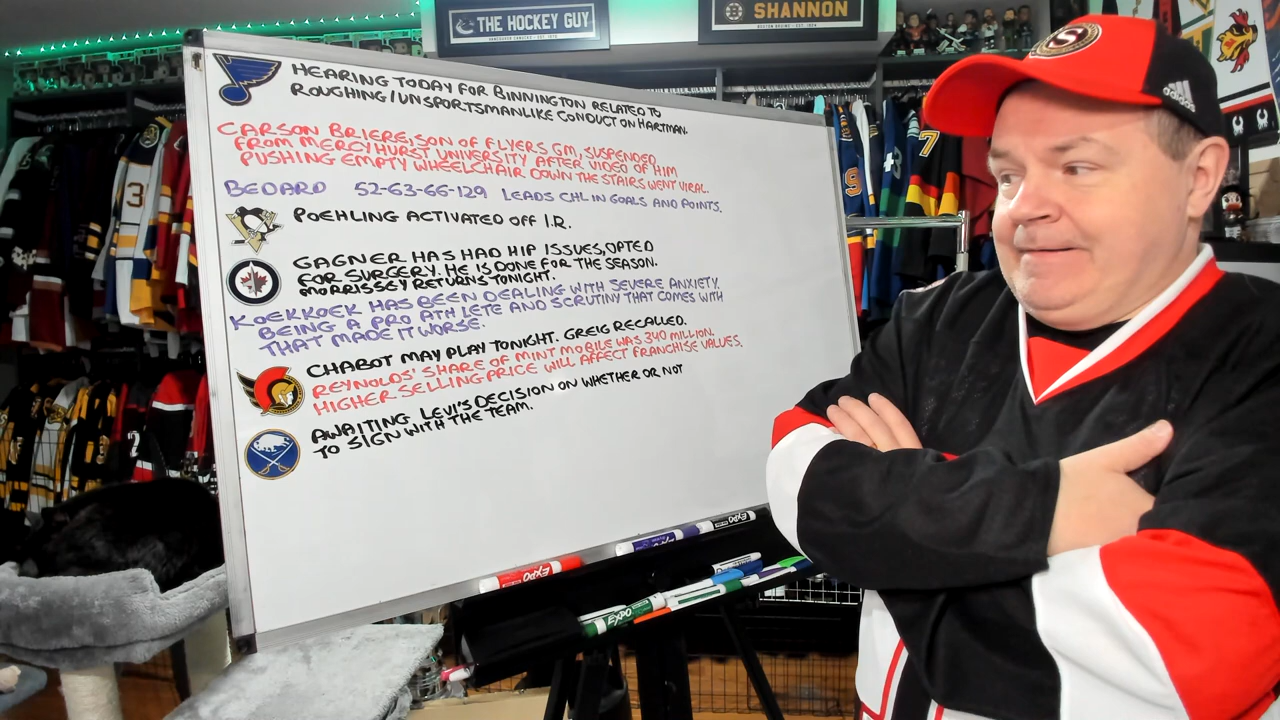 THE HOCKEY GUY
SHANNON
HEARING TODAY FOR BINNINGTON RELATED TO
ROUGHING/UNSPORTSMANLIKE CONDUCT ON HARTMAN.
CARSON BRIERE, SON OF FLYERS GM, SUSPENDED
FROM MERCYHURST UNIVERSITY AFTER VIDEO OF HIM
PUSHING EMPTY WHEELCHAIR DOWN THE STAIRS WENT VIRAL.
BEDARD 52-63-66-129 LEADS CHL IN GOALS AND POINTS.
POEHLING ACTIVATED OFF I.R.
GAGNER HAS HAD HIP ISSUES, OPTED
FOR SURGERY. HE IS DONE FOR THE SEASON.
MORRISSEY RETURNS TONIGHT.
KOEKKOEK HAS BEEN DEALING WITH SEVERE ANXIETY.
BEING A PRO ATHLETE AND SCRUTINY THAT COMES WITH
THAT MADE IT WORSE.
CHABOT MAY PLAY TONIGHT. GREIG RECALLED.
REYNOLDS' SHARE OF MINT MOBILE WAS 340 MILLION.
HIGHER SELLING PRICE WILL AFFECT FRANCHISE VALUES.
AWAITING LEVI'S DECISION ON WHETHER OR NOT
TO SIGN WITH THE TEAM.
EXPO
EXPO
EXPO
EXPO
S
adidas
3
7